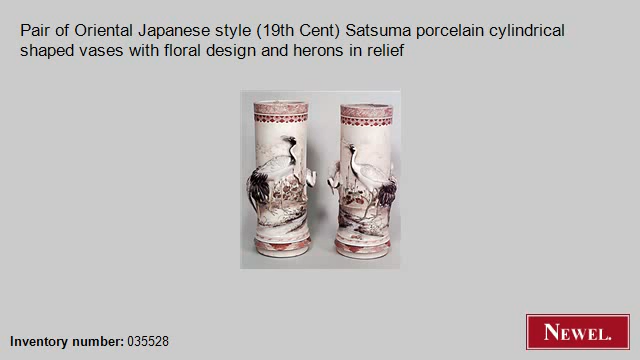 Pair of Oriental Japanese style (19th Cent) Satsuma porcelain cylindrical
shaped vases with floral design and herons in relief
Inventory number: 035528
NEWEL.